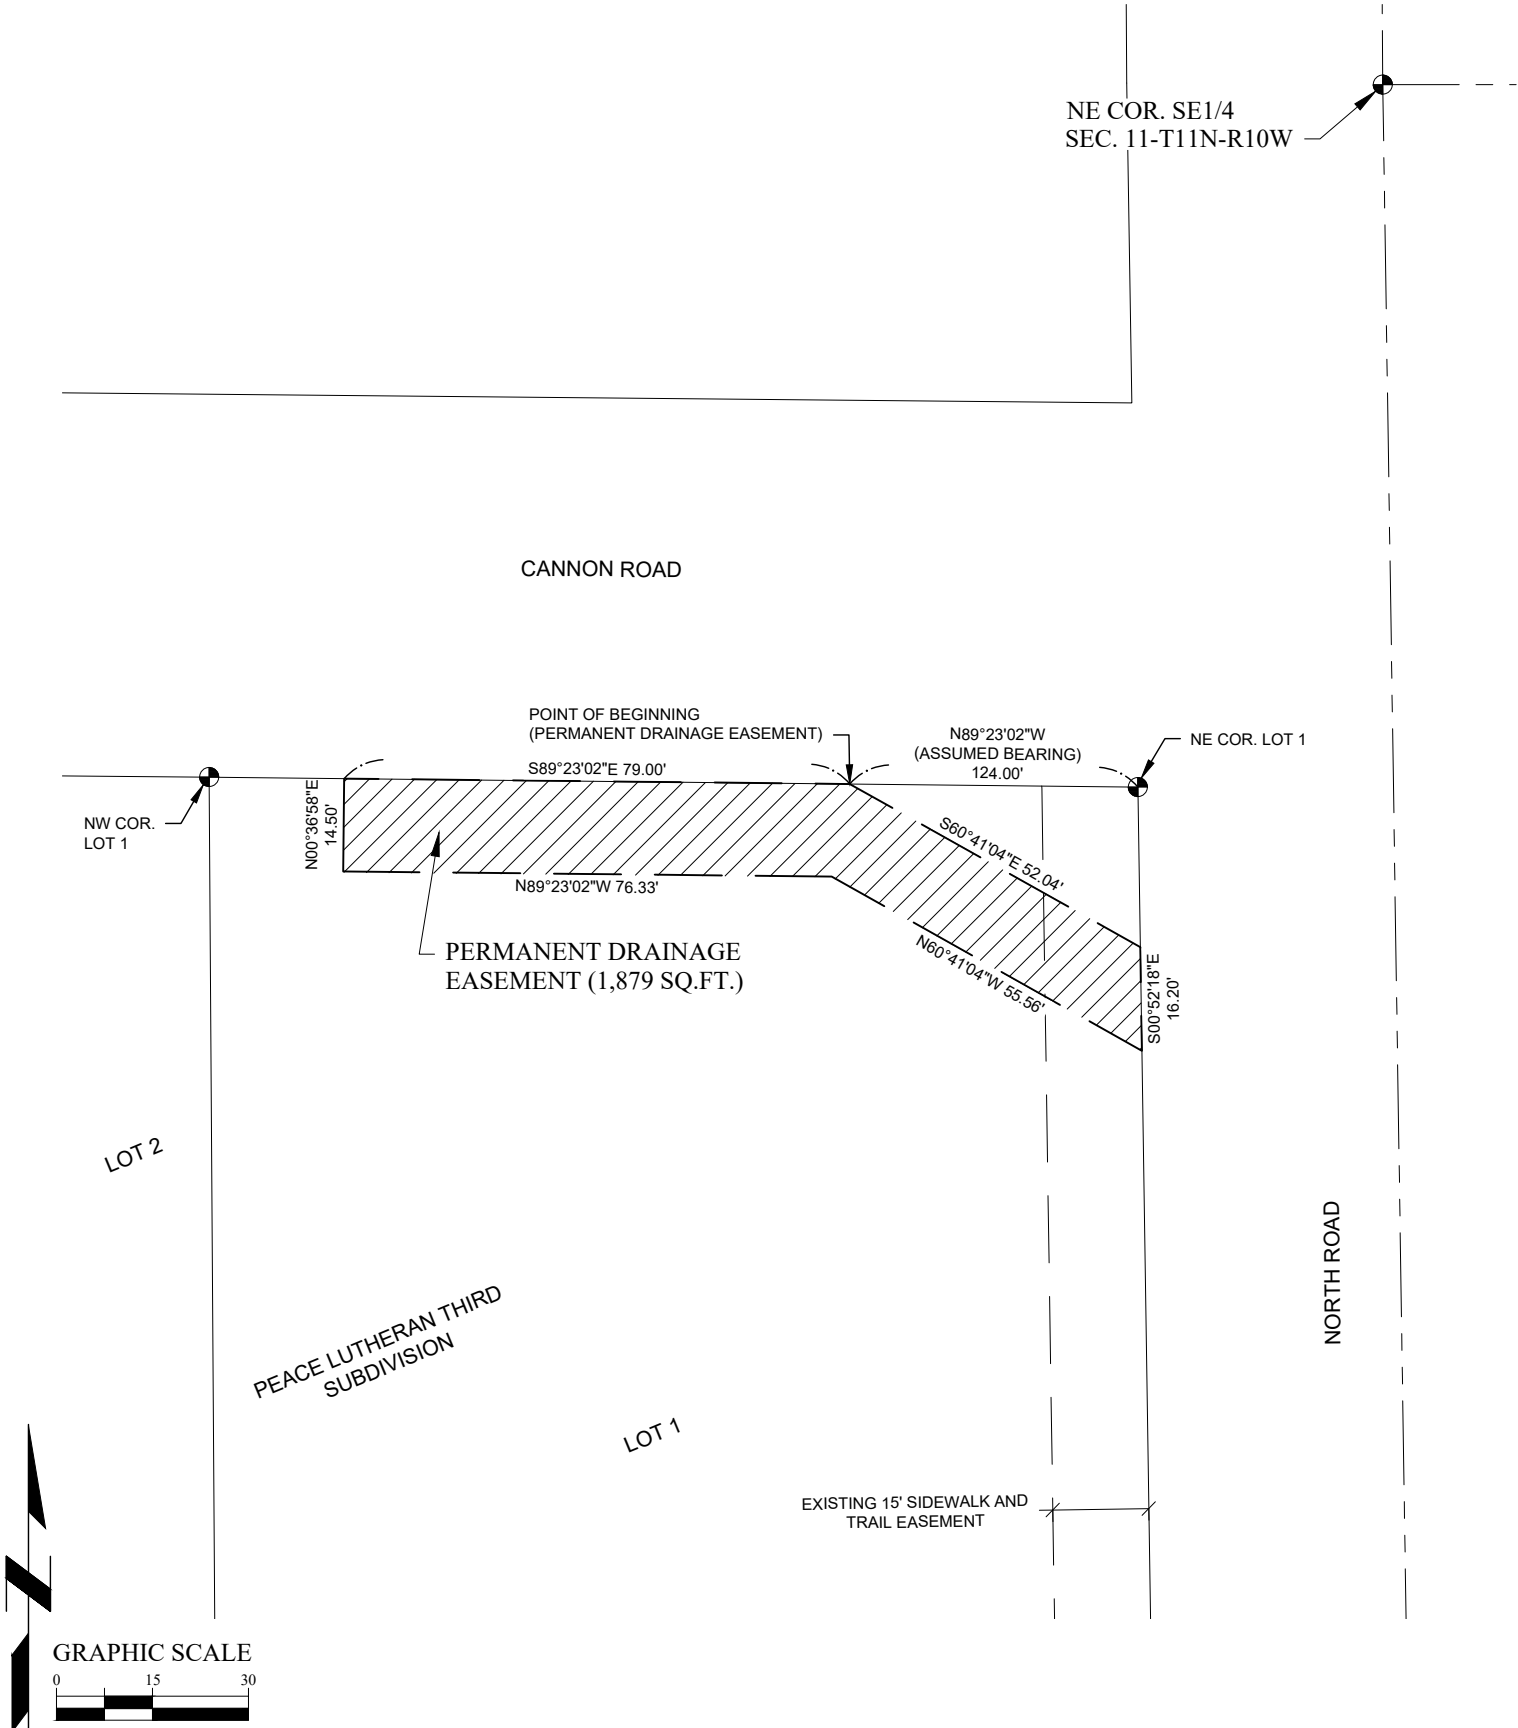 NE COR. SE1/4
SEC. 11-T11N-R10W
CANNON ROAD
POINT OF BEGINNING
(PERMANENT DRAINAGE EASEMENT)
N89°23'02"W
(ASSUMED BEARING)
124.00'
NE COR. LOT 1
S89°23'02"E 79.00'
NW COR.
LOT 1
N00°36'58"E
14.50'
S60°41'04"E 52.04'
N89°23'02"W 76.33'
PERMANENT DRAINAGE
EASEMENT (1,879 SQ.FT.)
N60°41'04"W 55.56'
S00°52'18"E
16.20'
LOT 2
NORTH ROAD
PEACE LUTHERAN THIRD
SUBDIVISION
LOT 1
EXISTING 15' SIDEWALK AND
TRAIL EASEMENT
Z
GRAPHIC SCALE
0 15 30